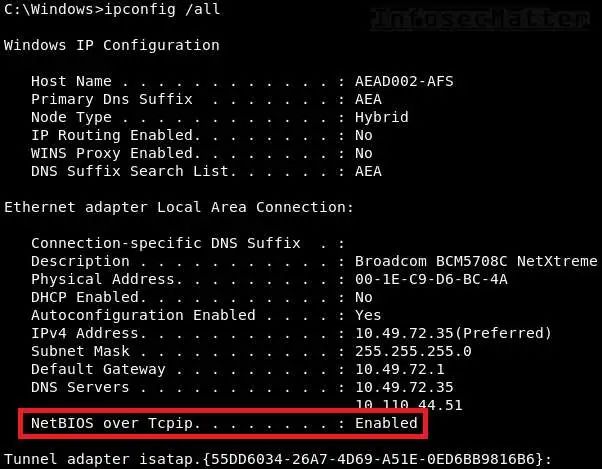 C:\Windows>ipconfig /all
InfosecMatter
Windows IP Configuration
Host Name . . . . . . . . . . . . : AEAD002-AFS
Primary Dns Suffix . . . . . . . : AEA
Node Type . . . . . . . . . . . . : Hybrid
IP Routing Enabled. . . . . . . . : No
WINS Proxy Enabled. . . . . . . . : No
DNS Suffix Search List. . . . . . : AEA
Ethernet adapter Local Area Connection:
Connection-specific DNS Suffix . :
Description . . . . . . . . . . . : Broadcom BCM5708C NetXtreme
Physical Address. . . . . . . . . : 00-1E-C9-D6-BC-4A
DHCP Enabled. . . . . . . . . . . : No
Autoconfiguration Enabled . . . . : Yes
IPv4 Address. . . . . . . . . . . : 10.49.72.35(Preferred)
Subnet Mask . . . . . . . . . . . : 255.255.255.0
Default Gateway . . . . . . . . . : 10.49.72.1
DNS Servers . . . . . . . . . . . : 10.49.72.35
10.110.44.51
NetBIOS over Tcpip. . . . . . . . : Enabled
Tunnel adapter isatap.{55DD6034-26A7-4D69-A51E-0ED6BB9816B6}: